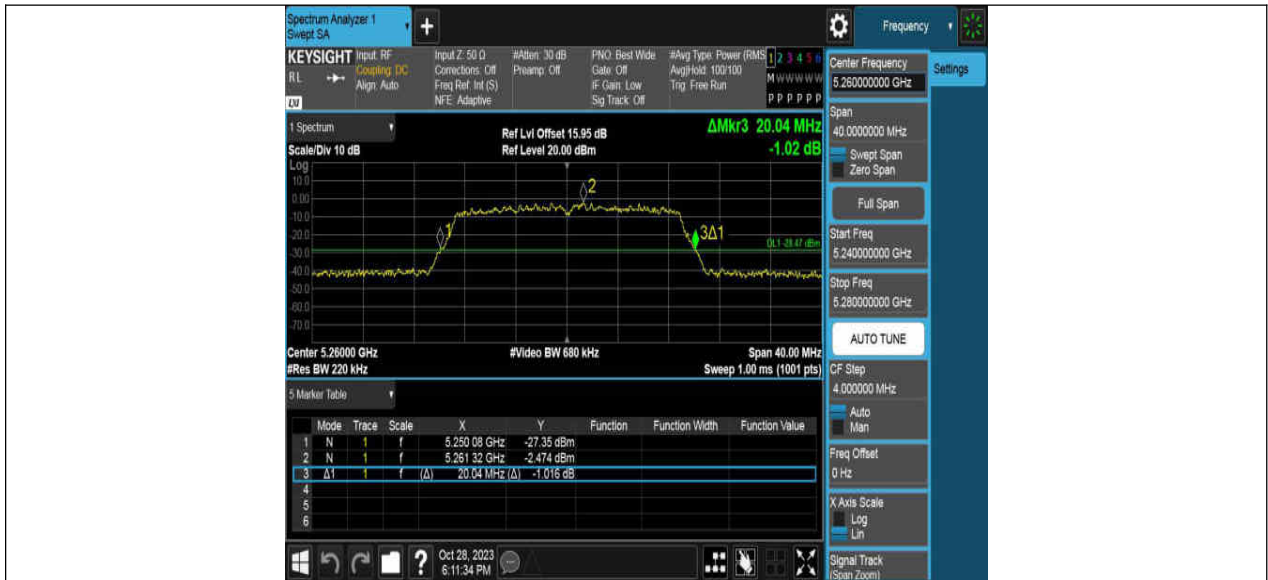 Spectrum Analyzer 1
Swept SA
+
Frequency
KEYSIGHT
RL
Input: RF
Coupling: DC
Align: Auto
Input Z: 50 Ω
Corrections: Off
Freq Ref: Int (S)
NFE: Adaptive
#Atten: 30 dB
Preamp: Off
PNO: Best Wide
Gate: Off
IF Gain: Low
Sig Track: Off
#Avg Type: Power (RMS
Avg|Hold: 100/100
Trig: Free Run
1 2 3 4 5 6
M W W W W W
P P P P P P
LXI
1 Spectrum
Scale/Div 10 dB
Ref Lvl Offset 15.95 dB
Ref Level 20.00 dBm
ΔMkr3 20.04 MHz
-1.02 dB
Log
10.0
0.00
-10.0
-20.0
-30.0
-40.0
-50.0
-60.0
-70.0
1
2
3Δ1
DL1 -28.47 dBm
Center 5.26000 GHz
#Video BW 680 kHz
Span 40.00 MHz
#Res BW 220 kHz
Sweep 1.00 ms (1001 pts)
5 Marker Table
Mode Trace Scale X Y Function Function Width Function Value
1 N 1 f 5.250 08 GHz -27.35 dBm
2 N 1 f 5.261 32 GHz -2.474 dBm
3 Δ1 1 f (Δ) 20.04 MHz (Δ) -1.016 dB
4
5
6
?
Oct 28, 2023
6:11:34 PM
Center Frequency
5.260000000 GHz
Settings
Span
40.0000000 MHz
Swept Span
Zero Span
Full Span
Start Freq
5.240000000 GHz
Stop Freq
5.280000000 GHz
AUTO TUNE
CF Step
4.000000 MHz
Auto
Man
Freq Offset
0 Hz
X Axis Scale
Log
Lin
Signal Track
(Span Zoom)